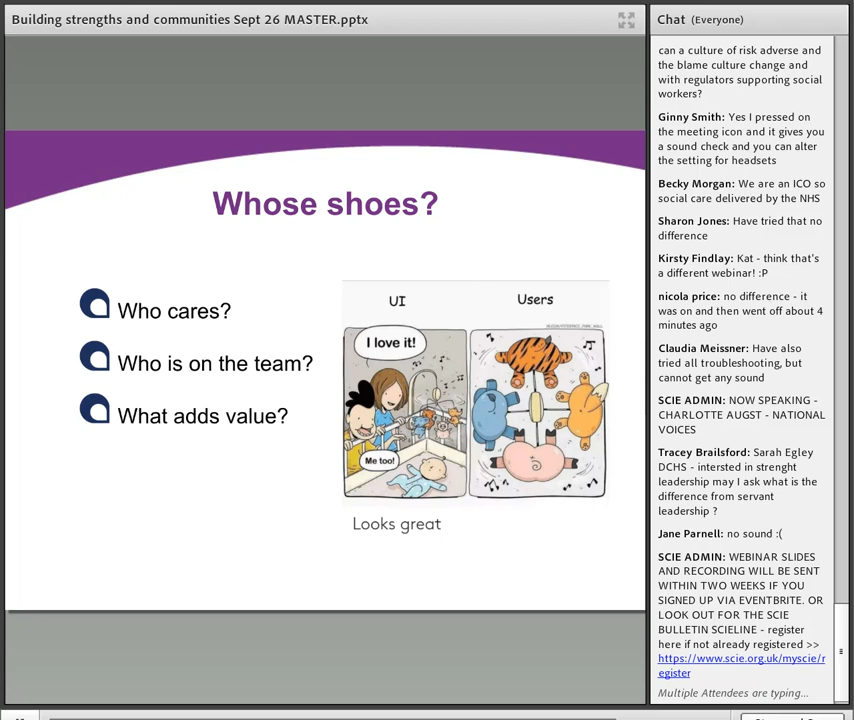 Building strengths and communities Sept 26 MASTER.pptx
Whose shoes?
Who cares?
Who is on the team?
What adds value?
UI
Users
I love it!
Me too!
Looks great
Chat (Everyone)
can a culture of risk adverse and
the blame culture change and
with regulators supporting social
workers?
Ginny Smith: Yes I pressed on
the meeting icon and it gives you
a sound check and you can alter
the setting for headsets
Becky Morgan: We are an ICO so
social care delivered by the NHS
Sharon Jones: Have tried that no
difference
Kirsty Findlay: Kat - think that's
a different webinar! :P
nicola price: no difference - it
was on and then went off about 4
minutes ago
Claudia Meissner: Have also
tried all troubleshooting, but
cannot get any sound
SCIE ADMIN: NOW SPEAKING -
CHARLOTTE AUGST - NATIONAL
VOICES
Tracey Brailsford: Sarah Egley
DCHS - intersted in strenght
leadership may I ask what is the
difference from servant
leadership ?
Jane Parnell: no sound :(
SCIE ADMIN: WEBINAR SLIDES
AND RECORDING WILL BE SENT
WITHIN TWO WEEKS IF YOU
SIGNED UP VIA EVENTBRITE. OR
LOOK OUT FOR THE SCIE
BULLETIN SCIELINE - register
here if not already registered >>
https://www.scie.org.uk/myscie/r
egister
Multiple Attendees are typing...